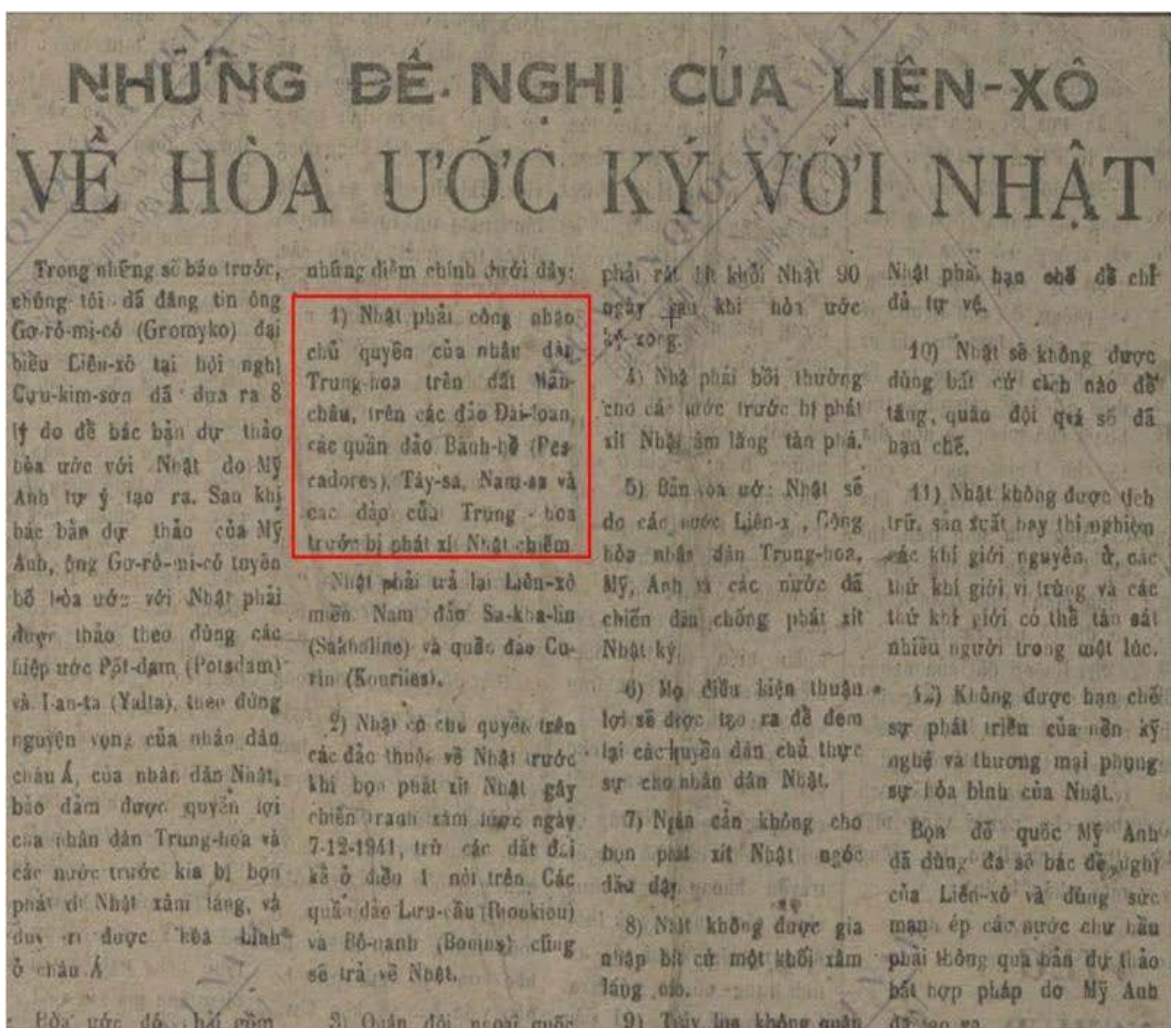 NHỮNG ĐỀ NGHỊ CỦA LIÊN-XÔ
VỀ HÒA ƯỚC KÝ VỚI NHẬT
Trong những số báo trước,
chúng tôi đã đăng tin ông
Gơ-rô-mi-cô (Gromyko) đại
biểu Liên-xô tại hội nghị
Cựu-kim-sơn đã đưa ra 8
lý do để bác bản dự thảo
hòa ước với Nhật do Mỹ
Anh tự ý tạo ra. Sau khi
bác bản dự thảo của Mỹ
Anh, ông Gơ-rô-mi-cô tuyên
bố hòa ước với Nhật phải
được thảo theo đúng các
hiệp ước Pốt-đam (Potsdam)
và I-an-ta (Yalta), theo đúng
nguyện vọng của nhân dân
châu Á, của nhân dân Nhật,
bảo đảm được quyền lợi
của nhân dân Trung-hoa và
các nước trước kia bị bọn
phát xít Nhật xâm lăng, và
được hòa bình
ở châu Á
Hòa ước đó phải gồm
những điểm chính dưới đây:
1) Nhật phải công nhận
chủ quyền của nhân dân
Trung-hoa trên đất Mãn-
châu, trên các đảo Đài-loan,
các quần đảo Bành-hồ (Pes-
cadores), Tây-sa, Nam-sa và
các đảo của Trung-hoa
trước bị phát xít Nhật chiếm
Nhật phải trả lại Liên-xô
miền Nam đảo Sa-kha-lin
(Sakhaline) và quần đảo Cu-
rin (Kouriles).
2) Nhật có chủ quyền trên
các đảo thuộc về Nhật trước
khi bọn phát xít Nhật gây
chiến tranh xâm lược ngày
7-12-1941, trừ các đất đai
kể ở điều 1 nói trên. Các
quần đảo Lưu-cầu (Rioukiou)
và Bô-nanh (Bonins) cũng
sẽ trả về Nhật.
3) Quân đội ngoại quốc
phải rút hết khỏi Nhật 90
ngày sau khi hòa ước
ký xong.
4) Nhật phải bồi thường
cho các nước trước bị phát
xít Nhật xâm lăng tàn phá.
5) Bản hòa ước Nhật sẽ
do các nước Liên-xô, Cộng
hòa nhân dân Trung-hoa,
Mỹ, Anh và các nước đã
chiến đấu chống phát xít
Nhật ký.
6) Mọi điều kiện thuận
lợi sẽ được tạo ra để đem
lại các quyền dân chủ thực
sự cho nhân dân Nhật.
7) Ngăn cản không cho
bọn phát xít Nhật ngóc
đầu dậy
8) Nhật không được gia
nhập bất cứ một khối xâm
lăng nào.
9) không quân
Nhật phải hạn chế để chỉ
đủ tự vệ.
10) Nhật sẽ không được
dùng bất cứ cách nào để
tăng quân đội quá số đã
hạn chế.
11) Nhật không được tích
trữ, sản xuất hay thí nghiệm
các khí giới nguyên tử, các
thứ khí giới vi trùng và các
thứ khí giới có thể tàn sát
nhiều người trong một lúc.
12) Không được hạn chế
sự phát triển của nền kỹ
nghệ và thương mại phụng
sự hòa bình của Nhật.
Bọn đế quốc Mỹ Anh
đã dùng đa số bác đề nghị
của Liên-xô và dùng sức
mạnh ép các nước chư hầu
phải thông qua bản dự thảo
bất hợp pháp do Mỹ Anh
đã tạo ra